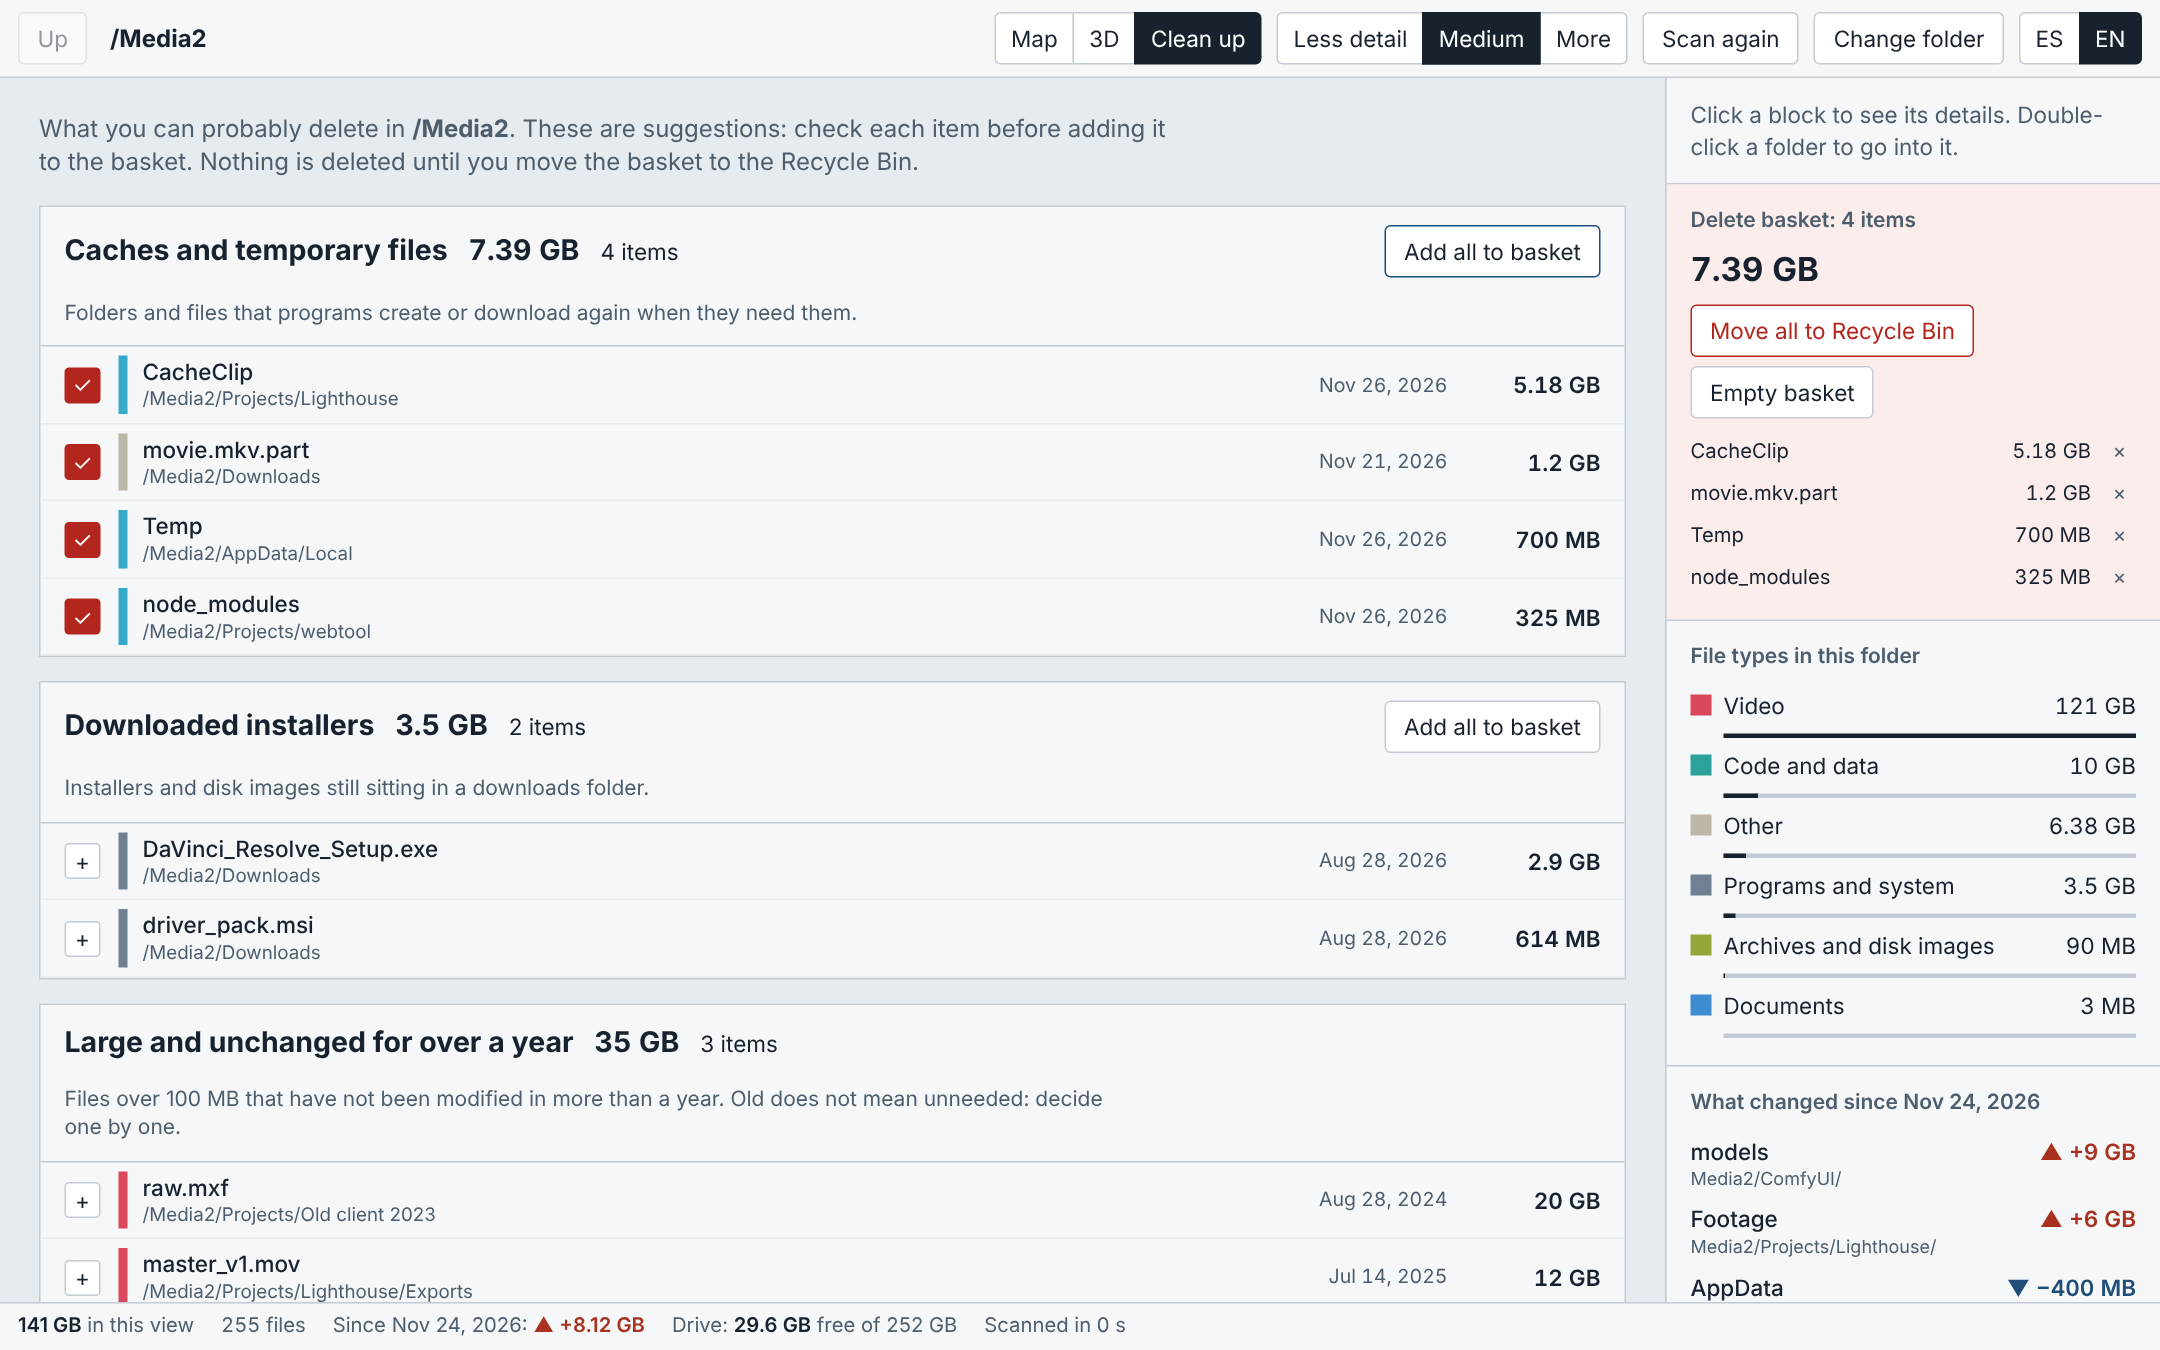 Up /Media2 Map 3D Clean up Less detail Medium More Scan again Change folder ES EN
What you can probably delete in /Media2. These are suggestions: check each item before adding it
to the basket. Nothing is deleted until you move the basket to the Recycle Bin.
Caches and temporary files 7.39 GB 4 items Add all to basket
Folders and files that programs create or download again when they need them.
CacheClip
/Media2/Projects/Lighthouse
Nov 26, 2026 5.18 GB
movie.mkv.part
/Media2/Downloads
Nov 21, 2026 1.2 GB
Temp
/Media2/AppData/Local
Nov 26, 2026 700 MB
node_modules
/Media2/Projects/webtool
Nov 26, 2026 325 MB
Downloaded installers 3.5 GB 2 items Add all to basket
Installers and disk images still sitting in a downloads folder.
+ DaVinci_Resolve_Setup.exe
/Media2/Downloads
Aug 28, 2026 2.9 GB
+ driver_pack.msi
/Media2/Downloads
Aug 28, 2026 614 MB
Large and unchanged for over a year 35 GB 3 items
Files over 100 MB that have not been modified in more than a year. Old does not mean unneeded: decide
one by one.
+ raw.mxf
/Media2/Projects/Old client 2023
Aug 28, 2024 20 GB
+ master_v1.mov
/Media2/Projects/Lighthouse/Exports
Jul 14, 2025 12 GB
Click a block to see its details. Double-
click a folder to go into it.
Delete basket: 4 items
7.39 GB
Move all to Recycle Bin
Empty basket
CacheClip 5.18 GB ×
movie.mkv.part 1.2 GB ×
Temp 700 MB ×
node_modules 325 MB ×
File types in this folder
Video 121 GB
Code and data 10 GB
Other 6.38 GB
Programs and system 3.5 GB
Archives and disk images 90 MB
Documents 3 MB
What changed since Nov 24, 2026
models ▲ +9 GB
Media2/ComfyUI/
Footage ▲ +6 GB
Media2/Projects/Lighthouse/
AppData ▼ −400 MB
141 GB in this view 255 files Since Nov 24, 2026: ▲ +8.12 GB Drive: 29.6 GB free of 252 GB Scanned in 0 s